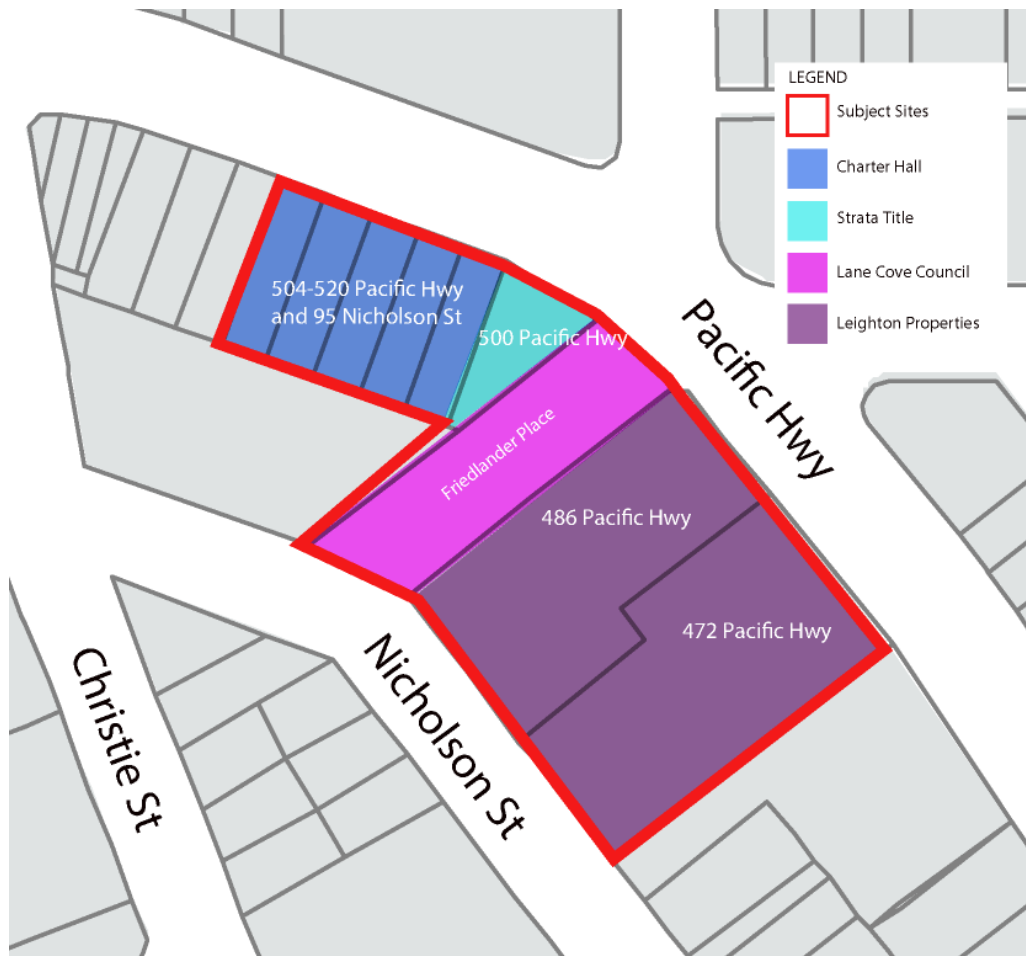 LEGEND
Subject Sites
Charter Hall
Strata Title
Lane Cove Council
Leighton Properties
504-520 Pacific Hwy
and 95 Nicholson St
500 Pacific Hwy
Friedlander Place
486 Pacific Hwy
472 Pacific Hwy
Pacific Hwy
Nicholson St
Christie St